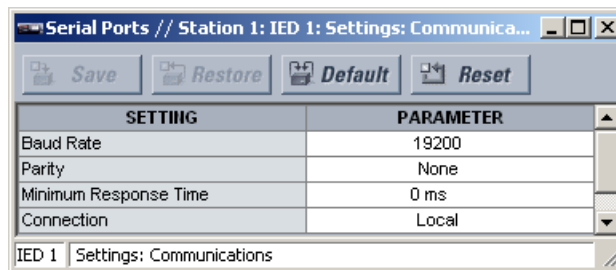 Serial Ports // Station 1: IED 1: Settings: Communica...
Save Restore Default Reset
SETTING PARAMETER
Baud Rate 19200
Parity None
Minimum Response Time 0 ms
Connection Local
IED 1 Settings: Communications